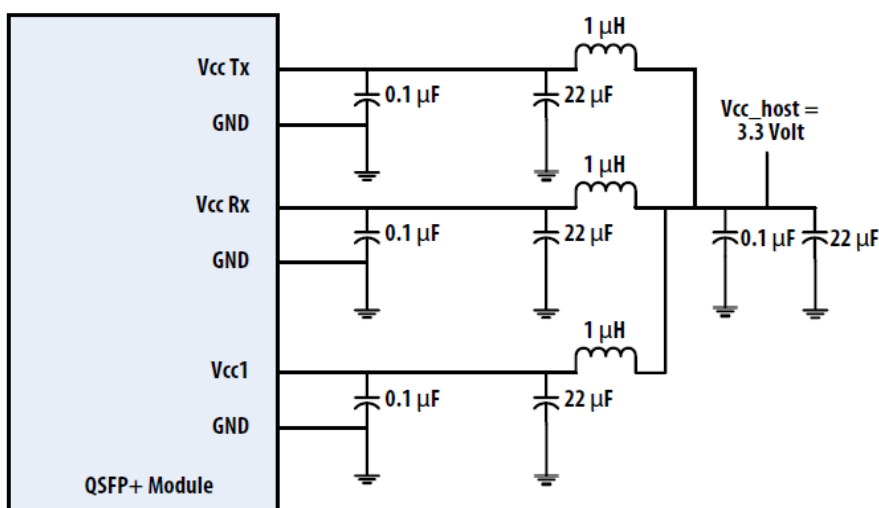 1 μH
Vcc Tx
0.1 μF
22 μF
Vcc_host =
3.3 Volt
GND
1 μH
Vcc Rx
0.1 μF
22 μF
0.1 μF
22 μF
GND
1 μH
Vcc1
0.1 μF
22 μF
GND
QSFP+ Module